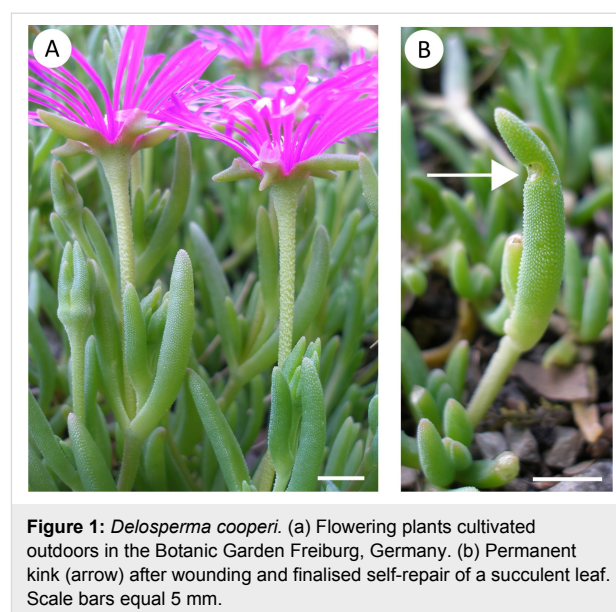 A
B
Figure 1: Delosperma cooperi. (a) Flowering plants cultivated
outdoors in the Botanic Garden Freiburg, Germany. (b) Permanent
kink (arrow) after wounding and finalised self-repair of a succulent leaf.
Scale bars equal 5 mm.